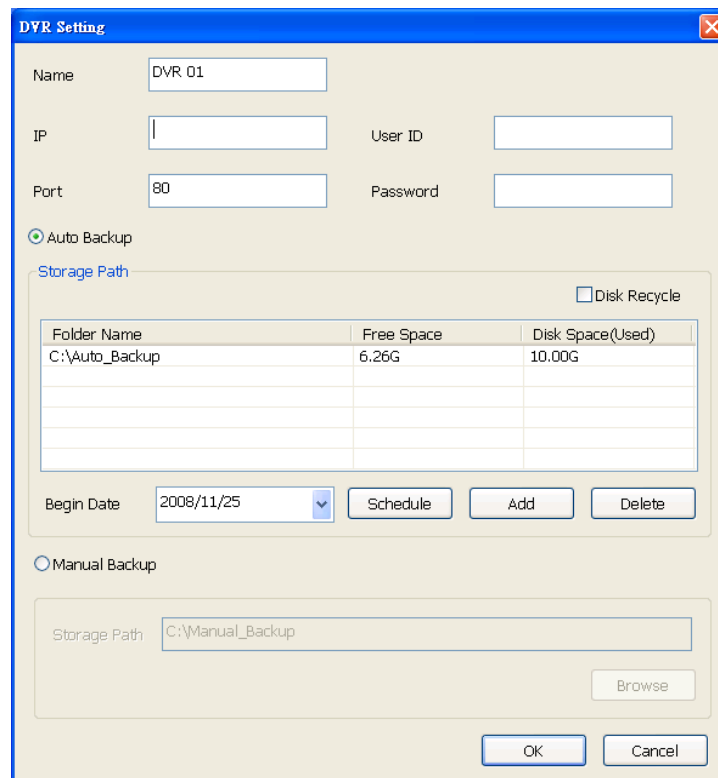 DVR Setting
Name DVR 01
IP User ID
Port 80 Password
Auto Backup
Storage Path
Disk Recycle
Folder Name Free Space Disk Space(Used)
C:\Auto_Backup 6.26G 10.00G
Begin Date 2008/11/25 Schedule Add Delete
Manual Backup
Storage Path C:\Manual_Backup
Browse
OK Cancel